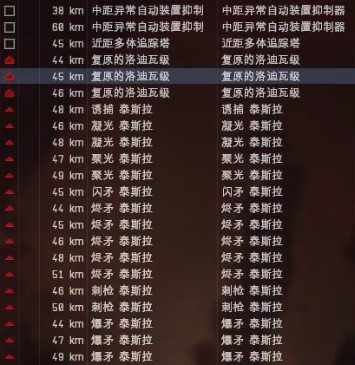 38 km 中距异常自动装置抑制 中距异常自动装置抑制器
60 km 中距异常自动装置抑制 中距异常自动装置抑制器
45 km 近距多体追踪塔 近距多体追踪塔
44 km 复原的洛迪瓦級 复原的洛迪瓦級
45 km 复原的洛迪瓦級 复原的洛迪瓦級
46 km 复原的洛迪瓦級 复原的洛迪瓦級
48 km 诱捕 泰斯拉 诱捕 泰斯拉
46 km 凝光 泰斯拉 凝光 泰斯拉
48 km 凝光 泰斯拉 凝光 泰斯拉
47 km 聚光 泰斯拉 聚光 泰斯拉
49 km 聚光 泰斯拉 聚光 泰斯拉
45 km 闪矛 泰斯拉 闪矛 泰斯拉
44 km 烬矛 泰斯拉 烬矛 泰斯拉
45 km 烬矛 泰斯拉 烬矛 泰斯拉
46 km 烬矛 泰斯拉 烬矛 泰斯拉
48 km 烬矛 泰斯拉 烬矛 泰斯拉
51 km 烬矛 泰斯拉 烬矛 泰斯拉
46 km 刺枪 泰斯拉 刺枪 泰斯拉
50 km 刺枪 泰斯拉 刺枪 泰斯拉
44 km 爆矛 泰斯拉 爆矛 泰斯拉
47 km 爆矛 泰斯拉 爆矛 泰斯拉
49 km 爆矛 泰斯拉 爆矛 泰斯拉